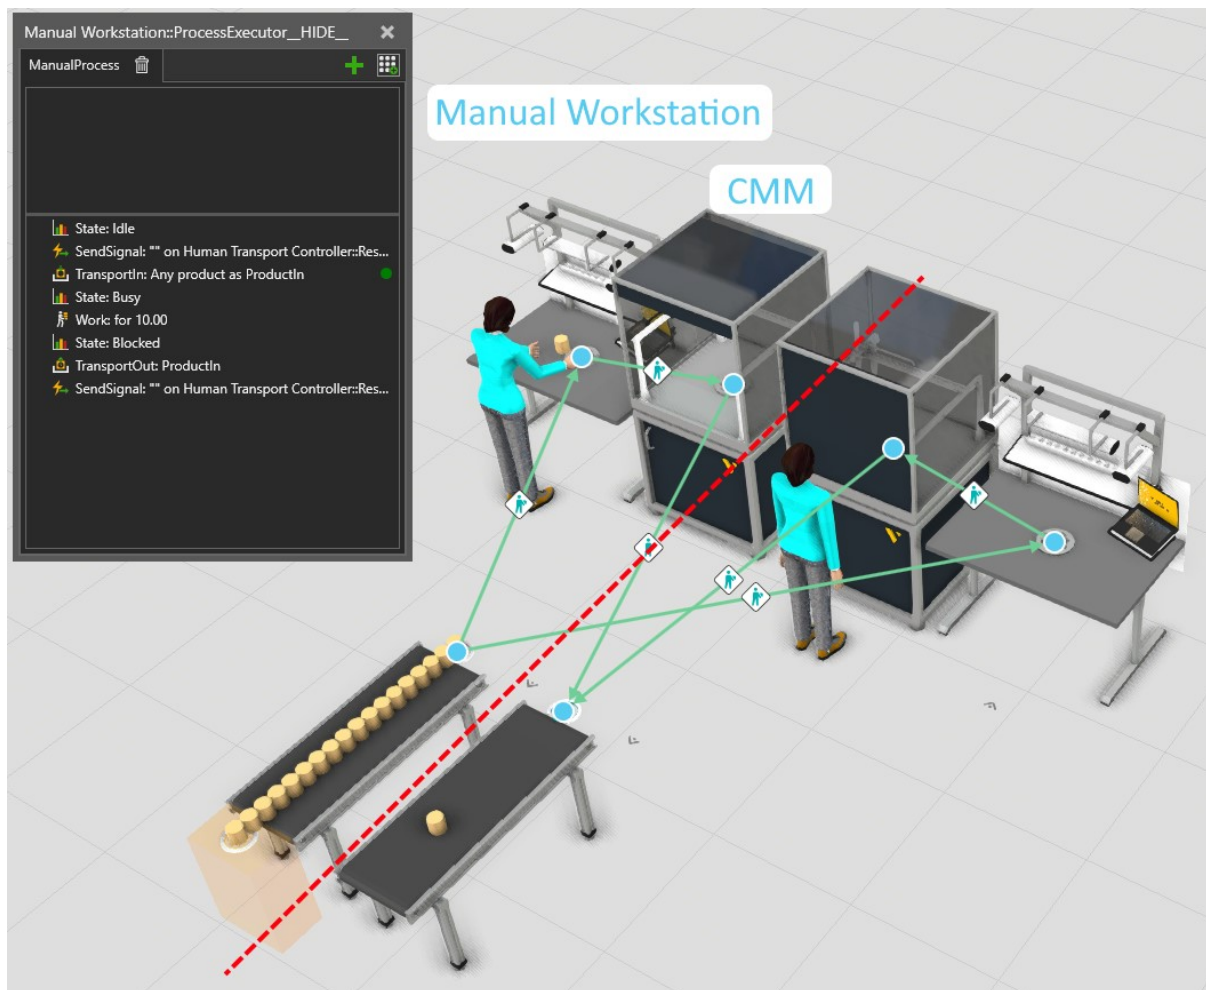 Manual Workstation::ProcessExecutor__HIDE__
ManualProcess
State: Idle
SendSignal: "" on Human Transport Controller::Res...
TransportIn: Any product as ProductIn
State: Busy
Work: for 10.00
State: Blocked
TransportOut: ProductIn
SendSignal: "" on Human Transport Controller::Res...
Manual Workstation
CMM